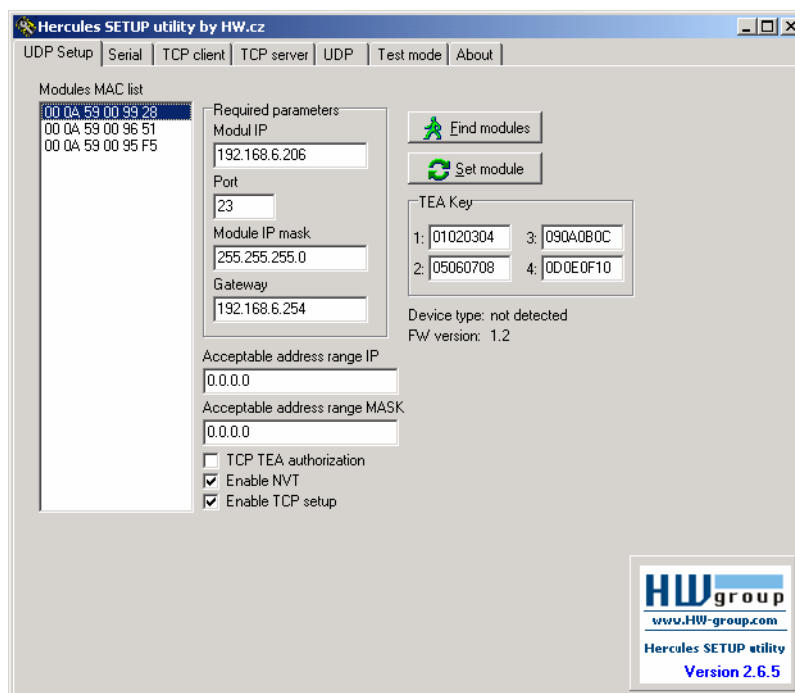 Hercules SETUP utility by HW.cz
UDP Setup Serial TCP client TCP server UDP Test mode About
Modules MAC list
00 0A 59 00 99 28
00 0A 59 00 96 51
00 0A 59 00 95 F5
Required parameters
Modul IP
192.168.6.206
Port
23
Module IP mask
255.255.255.0
Gateway
192.168.6.254
Acceptable address range IP
0.0.0.0
Acceptable address range MASK
0.0.0.0
TCP TEA authorization
Enable NVT
Enable TCP setup
Find modules
Set module
TEA Key
1: 01020304 3: 090A0B0C
2: 05060708 4: 0D0E0F10
Device type: not detected
FW version: 1.2
HW group
www.HW-group.com
Hercules SETUP utility
Version 2.6.5